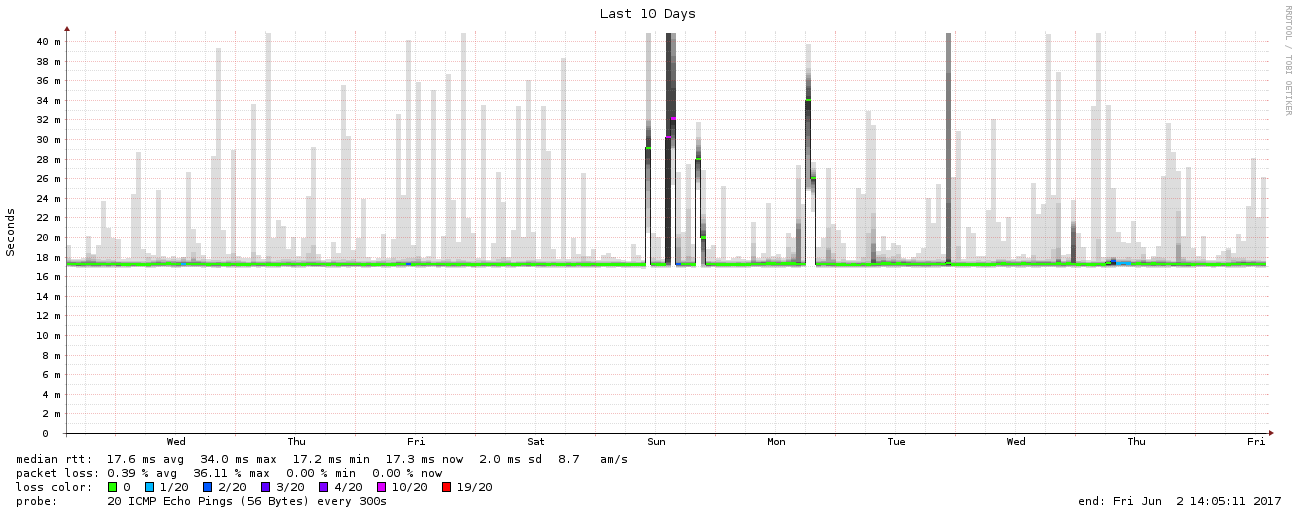 Last 10 Days
RRDTOOL / TOBI OETIKER
Seconds
40 m
38 m
36 m
34 m
32 m
30 m
28 m
26 m
24 m
22 m
20 m
18 m
16 m
14 m
12 m
10 m
8 m
6 m
4 m
2 m
0
Wed Thu Fri Sat Sun Mon Tue Wed Thu Fri
median rtt: 17.6 ms avg 34.0 ms max 17.2 ms min 17.3 ms now 2.0 ms sd 8.7 am/s
packet loss: 0.39 % avg 36.11 % max 0.00 % min 0.00 % now
loss color: 0 1/20 2/20 3/20 4/20 10/20 19/20
probe: 20 ICMP Echo Pings (56 Bytes) every 300s end: Fri Jun 2 14:05:11 2017